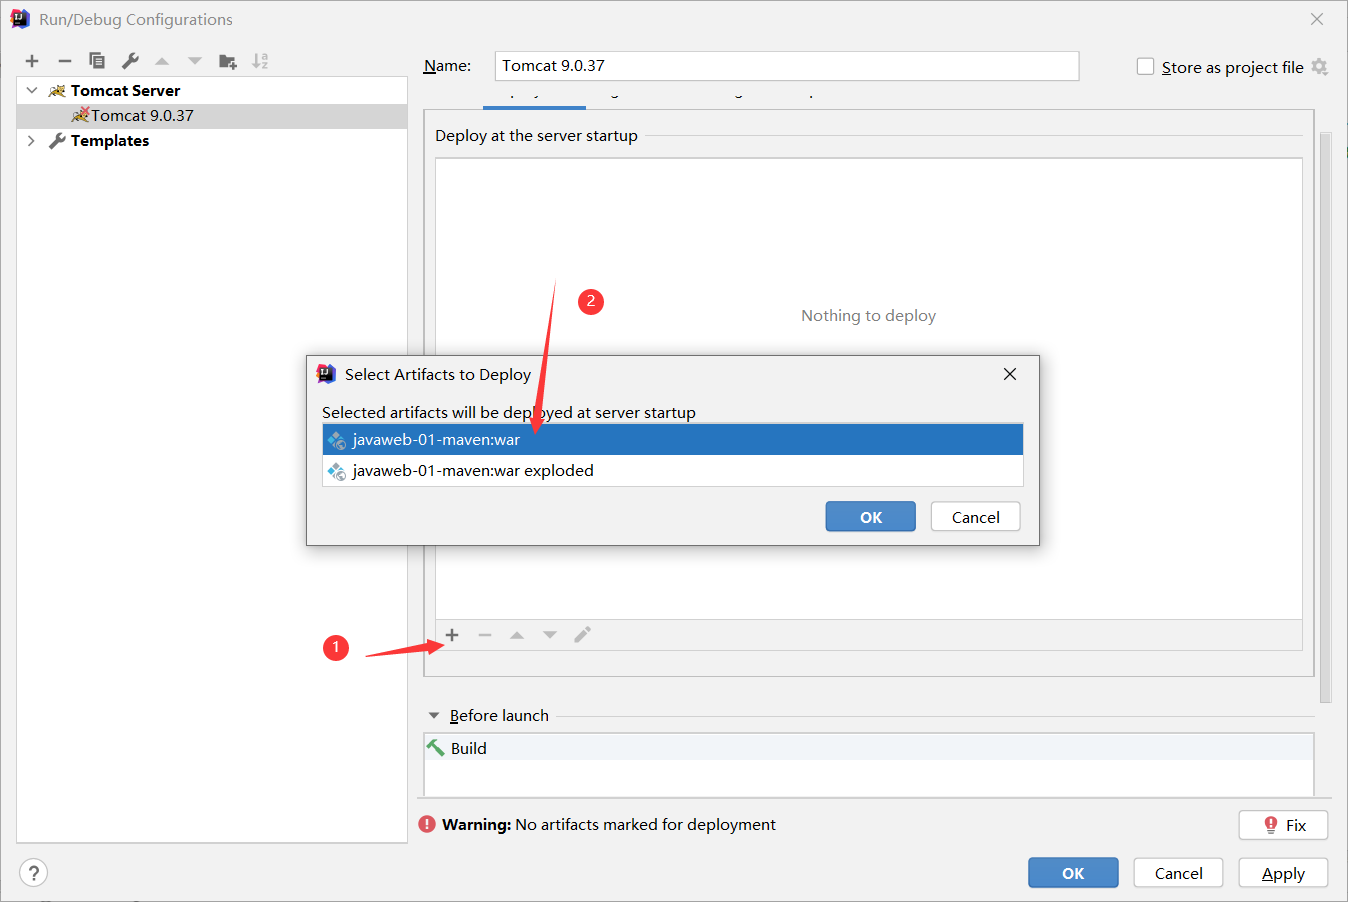 Run/Debug Configurations
Name:
Tomcat 9.0.37
Store as project file
Tomcat Server
Tomcat 9.0.37
Templates
Deploy at the server startup
Nothing to deploy
2
Select Artifacts to Deploy
Selected artifacts will be deployed at server startup
javaweb-01-maven:war
javaweb-01-maven:war exploded
OK
Cancel
1
Before launch
Build
Warning: No artifacts marked for deployment
Fix
?
OK
Cancel
Apply